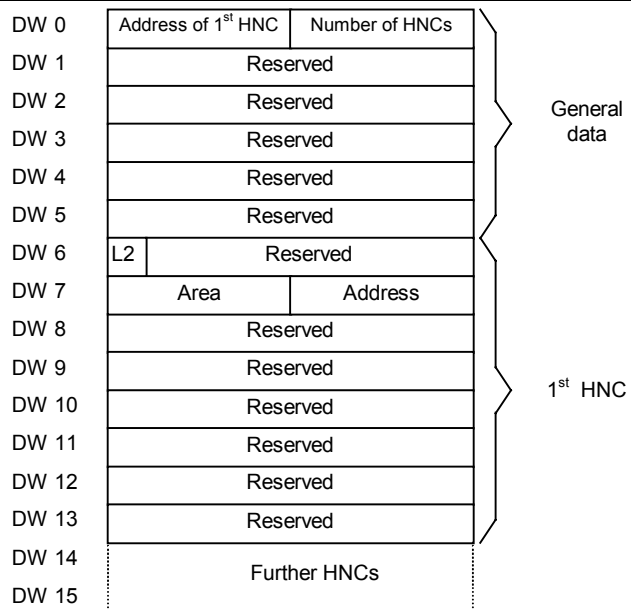 DW 0 Address of 1st HNC Number of HNCs
DW 1 Reserved
DW 2 Reserved
DW 3 Reserved
DW 4 Reserved
DW 5 Reserved
General
data
DW 6 L2 Reserved
DW 7 Area Address
DW 8 Reserved
DW 9 Reserved
DW 10 Reserved
DW 11 Reserved
DW 12 Reserved
DW 13 Reserved
1st HNC
DW 14
Further HNCs
DW 15